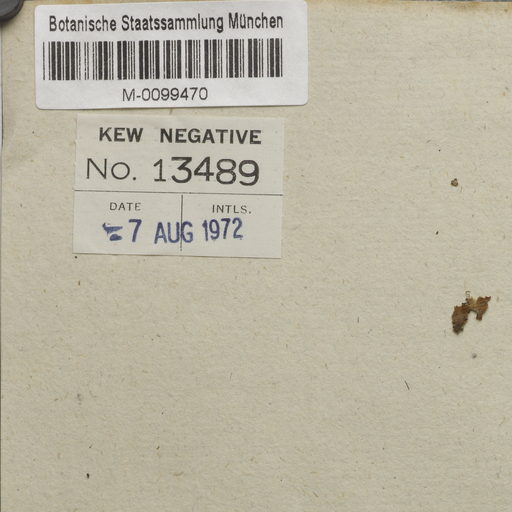 Botanische Staatssammlung München
M-0099470
KEW NEGATIVE
No. 13489
DATE INTLS.
- 7 AUG 1972